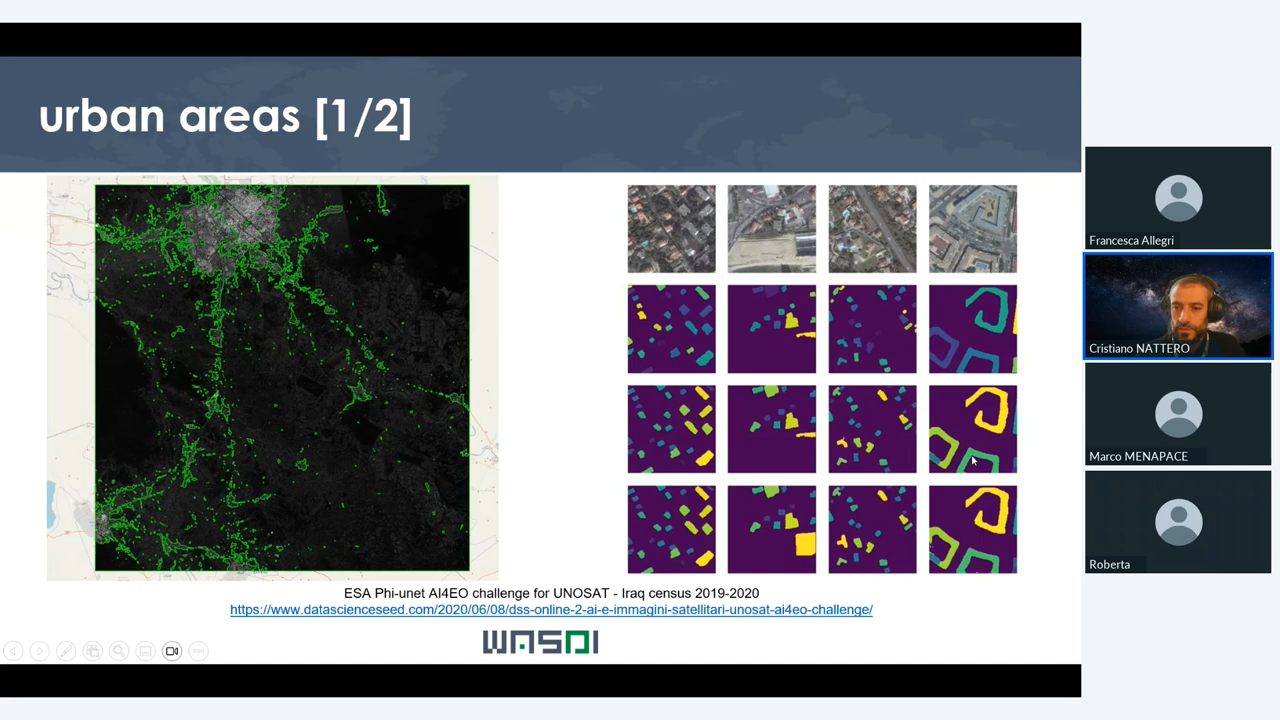 urban areas [1/2]
ESA Phi-unet AI4EO challenge for UNOSAT - Iraq census 2019-2020
https://www.datascienceseed.com/2020/06/08/dss-online-2-ai-e-immagini-satellitari-unosat-ai4eo-challenge/
WASDI
Francesca Allegri
Cristiano NATTERO
Marco MENAPACE
Roberta